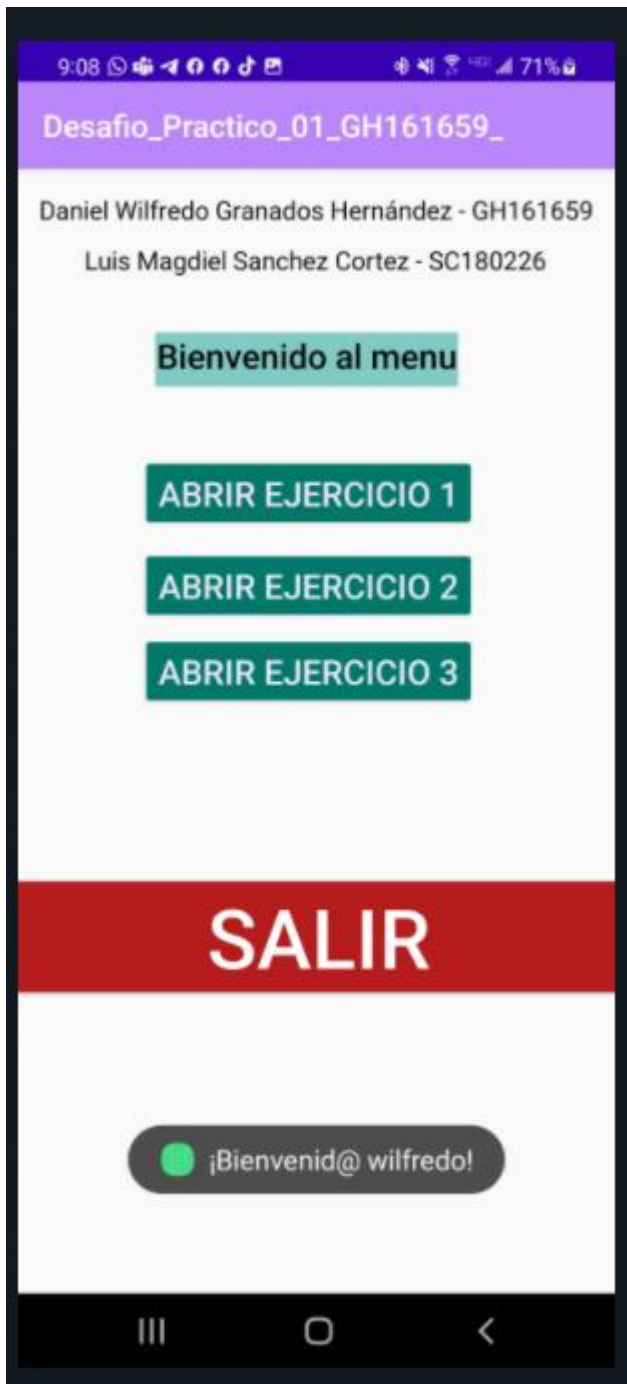 9:08 71%
Desafio_Practico_01_GH161659_
Daniel Wilfredo Granados Hernández - GH161659
Luis Magdiel Sanchez Cortez - SC180226
Bienvenido al menu
ABRIR EJERCICIO 1
ABRIR EJERCICIO 2
ABRIR EJERCICIO 3
SALIR
¡Bienvenid@ wilfredo!